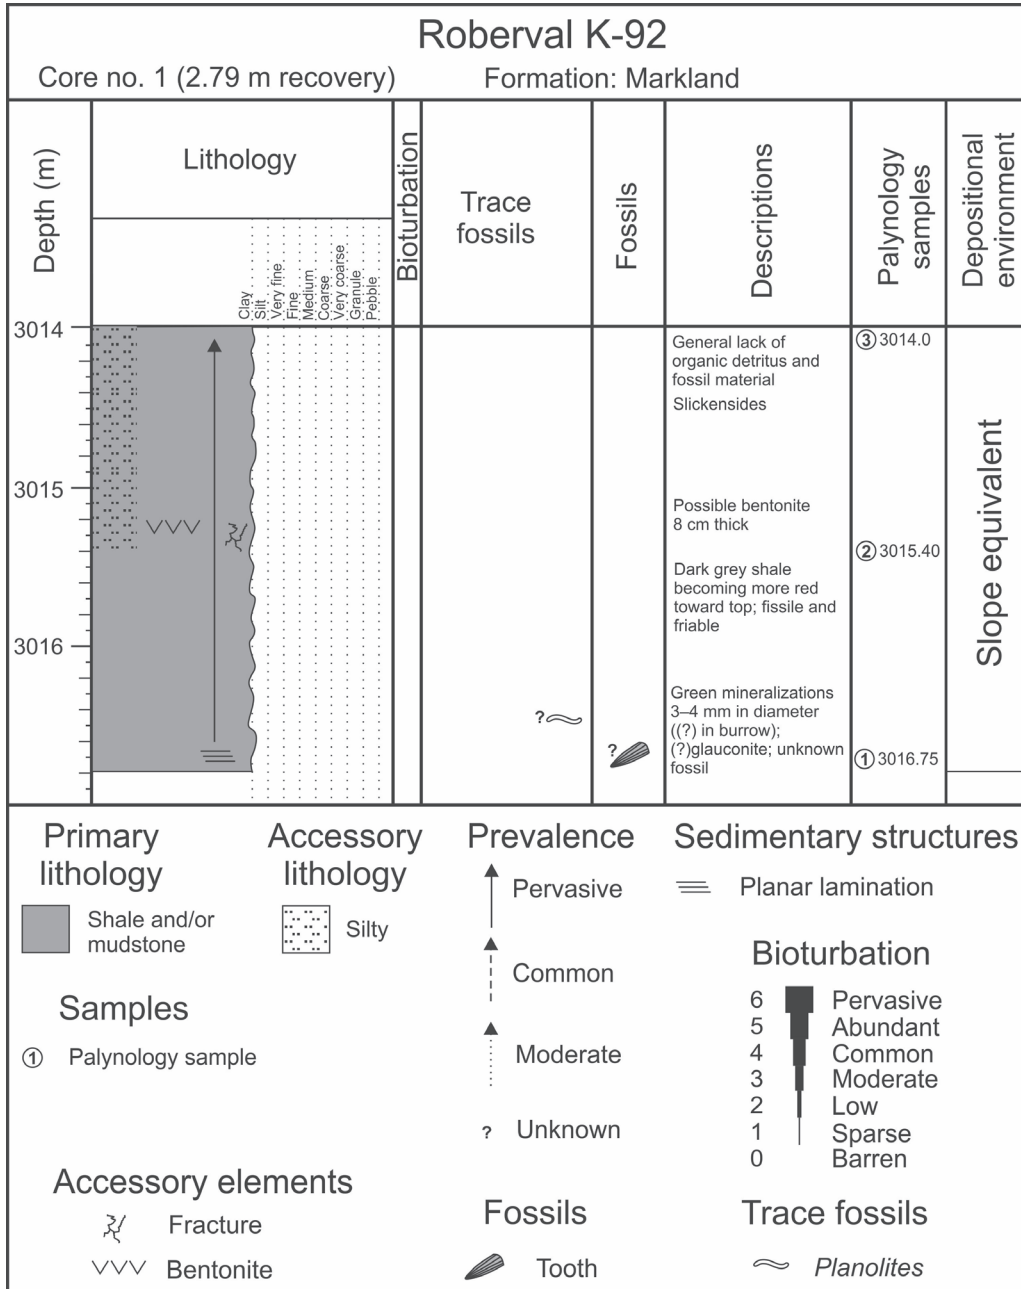 Roberval K-92
Core no. 1 (2.79 m recovery)
Formation: Markland
Depth (m)
Lithology
Clay
Silt
Very fine
Fine
Medium
Coarse
Very coarse
Granule
Pebble
Bioturbation
Trace
fossils
Fossils
Descriptions
Palynology
samples
Depositional
environment
3014
3015
3016
?
?
General lack of
organic detritus and
fossil material
Slickensides
Possible bentonite
8 cm thick
Dark grey shale
becoming more red
toward top; fissile and
friable
Green mineralizations
3–4 mm in diameter
((?) in burrow);
(?)glauconite; unknown
fossil
3 3014.0
2 3015.40
1 3016.75
Slope equivalent
Primary
lithology
Shale and/or
mudstone
Accessory
lithology
Silty
Samples
1 Palynology sample
Accessory elements
Fracture
Bentonite
Prevalence
Pervasive
Common
Moderate
? Unknown
Fossils
Tooth
Sedimentary structures
Planar lamination
Bioturbation
6 Pervasive
5 Abundant
4 Common
3 Moderate
2 Low
1 Sparse
0 Barren
Trace fossils
Planolites